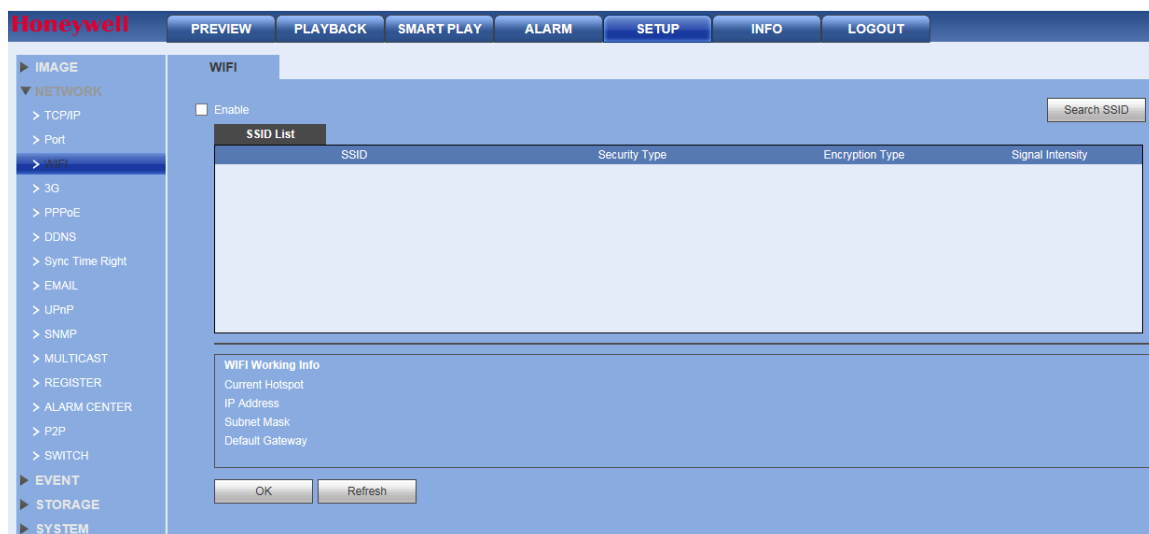 Honeywell
PREVIEW PLAYBACK SMART PLAY ALARM SETUP INFO LOGOUT
IMAGE
NETWORK
> TCP/IP
> Port
> WIFI
> 3G
> PPPoE
> DDNS
> Sync Time Right
> EMAIL
> UPnP
> SNMP
> MULTICAST
> REGISTER
> ALARM CENTER
> P2P
> SWITCH
EVENT
STORAGE
SYSTEM
WIFI
Enable
Search SSID
SSID List
SSID Security Type Encryption Type Signal Intensity
WIFI Working Info
Current Hotspot
IP Address
Subnet Mask
Default Gateway
OK Refresh